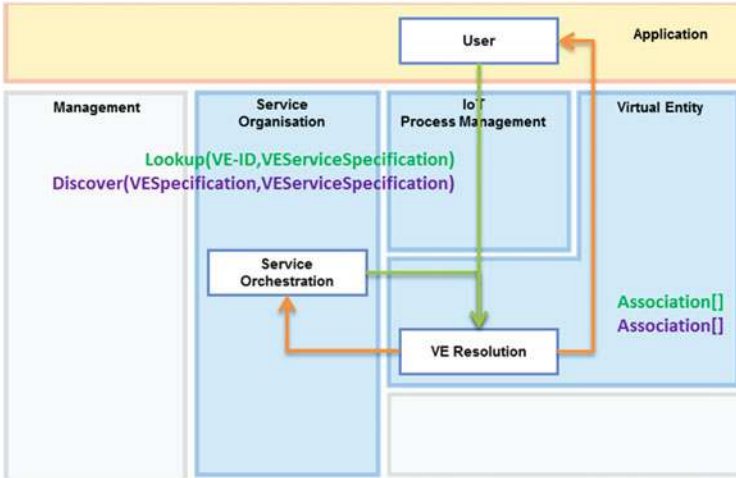 User
Application
Management
Service
Organisation
IoT
Process Management
Virtual Entity
Lookup(VE-ID,VEServiceSpecification)
Discover(VESpecification,VEServiceSpecification)
Service
Orchestration
Association[]
Association[]
VE Resolution